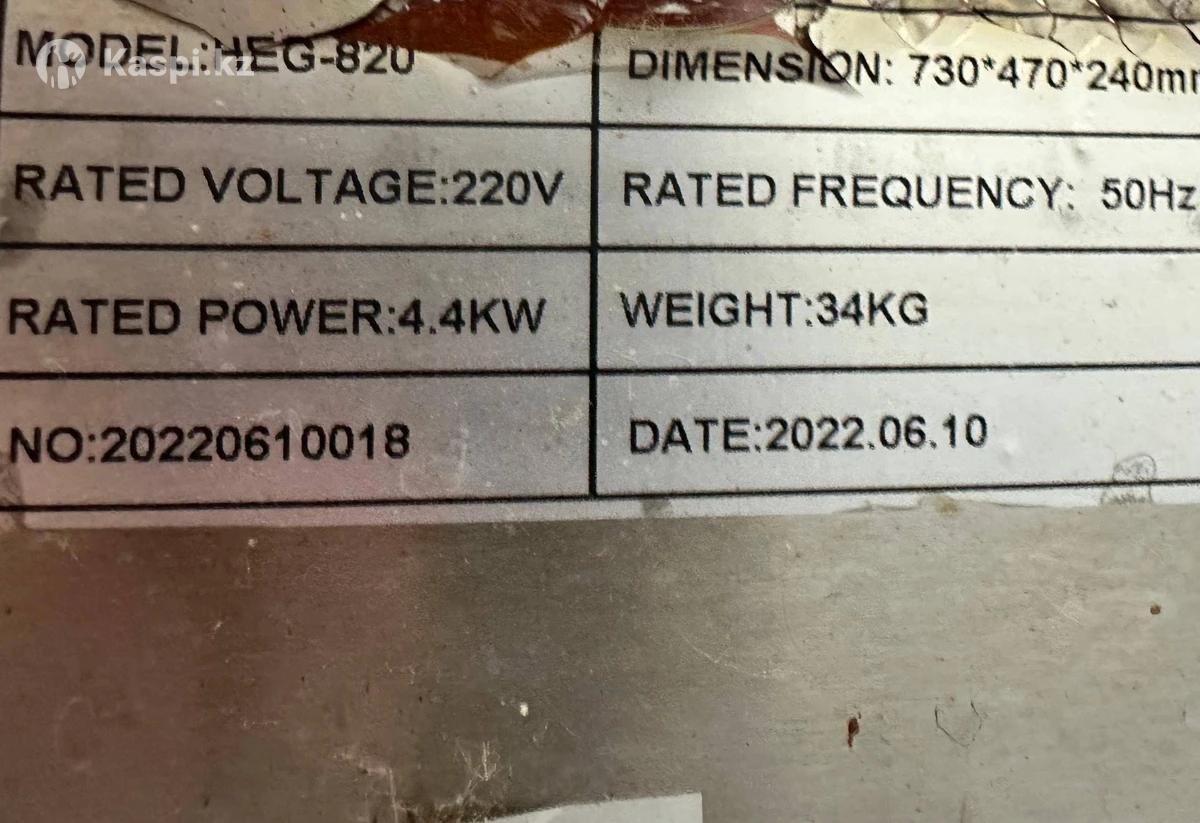 MODEL:HEG-820
DIMENSION: 730*470*240mm
Kaspi.kz
RATED VOLTAGE:220V
RATED FREQUENCY: 50Hz
RATED POWER:4.4KW
WEIGHT:34KG
NO:20220610018
DATE:2022.06.10